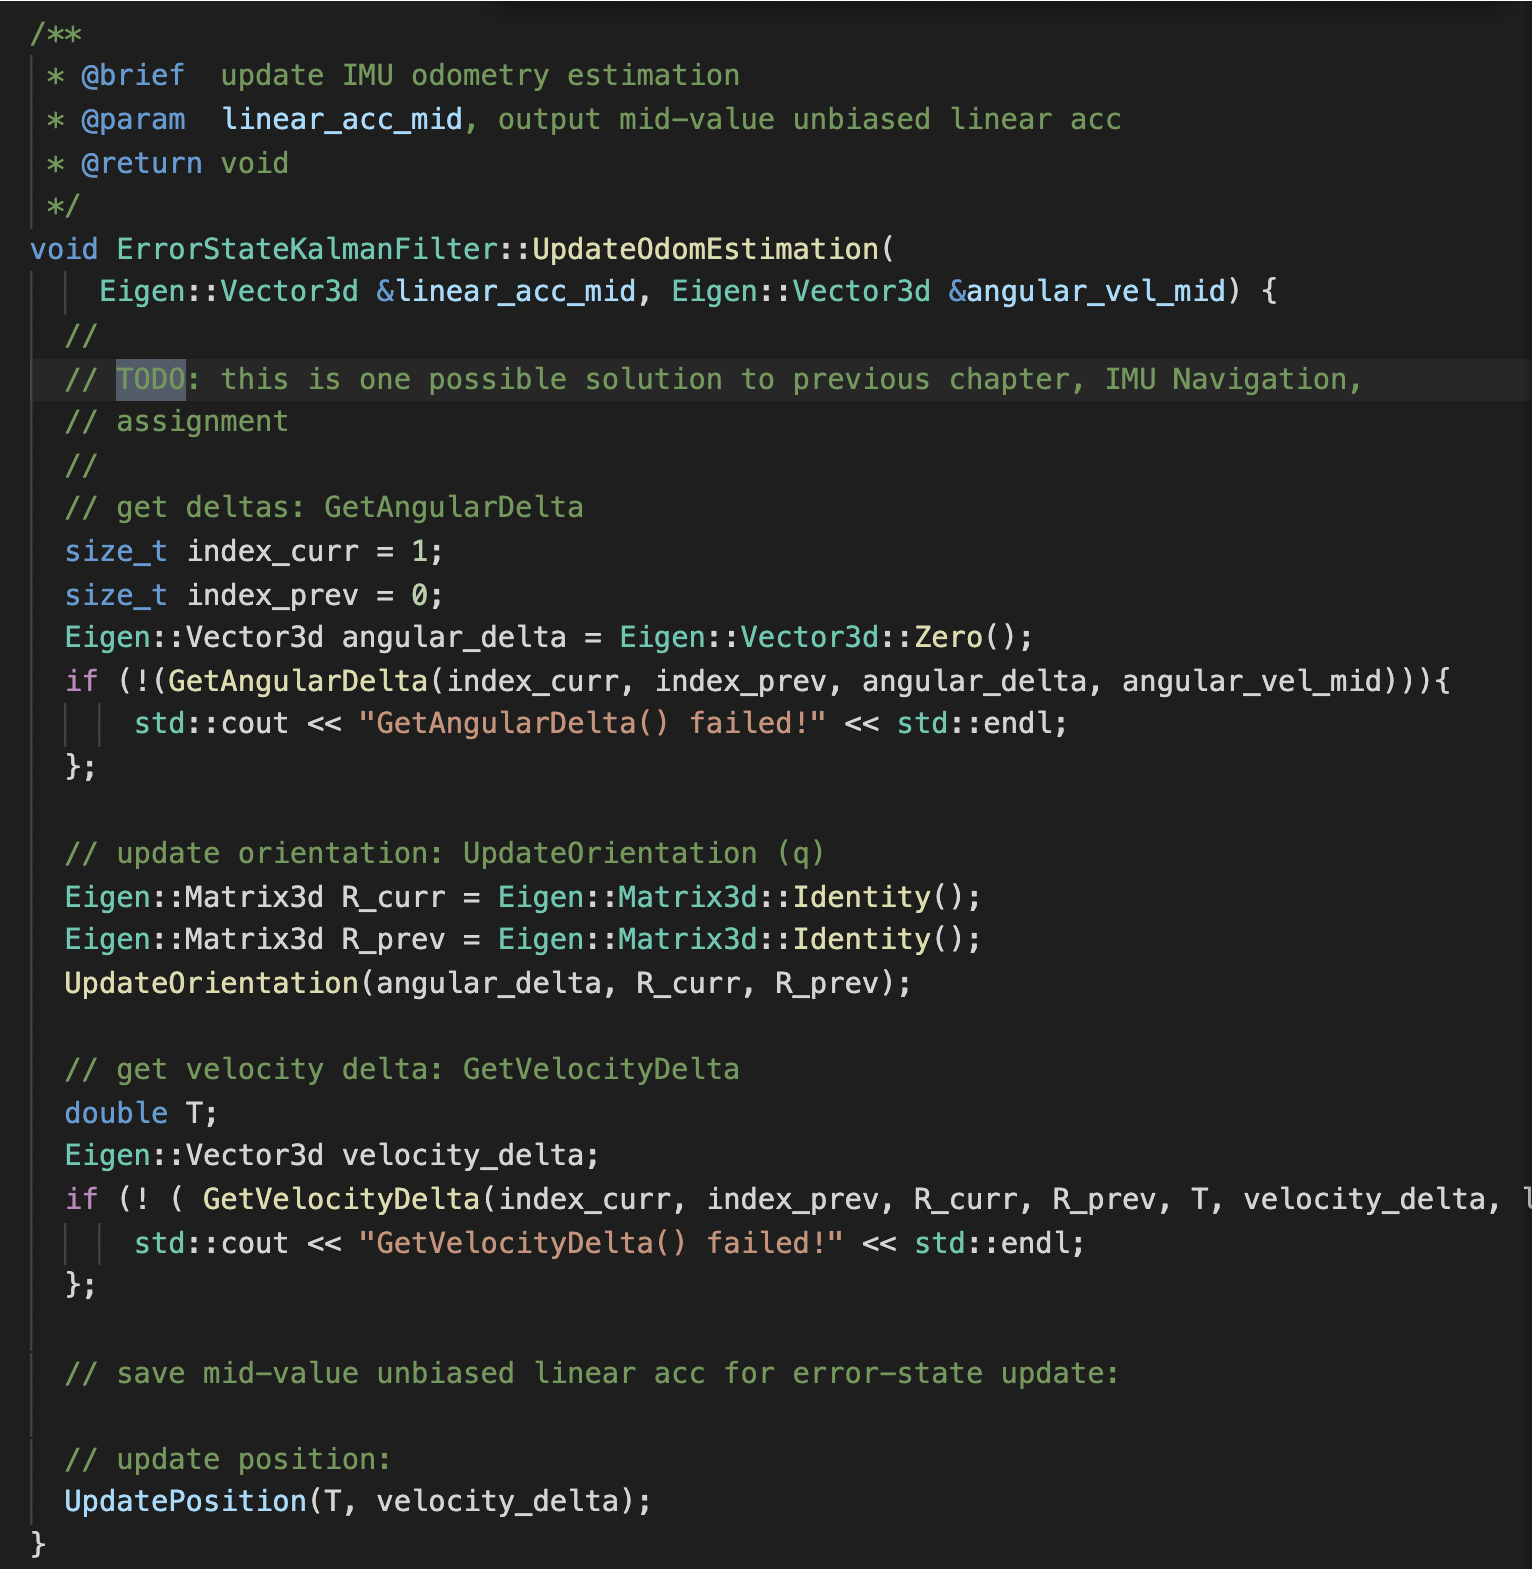 /**
 * @brief  update IMU odometry estimation
 * @param  linear_acc_mid, output mid-value unbiased linear acc
 * @return void
 */
void ErrorStateKalmanFilter::UpdateOdomEstimation(
    Eigen::Vector3d &linear_acc_mid, Eigen::Vector3d &angular_vel_mid) {
  //
  // TODO: this is one possible solution to previous chapter, IMU Navigation,
  // assignment
  //
  // get deltas: GetAngularDelta
  size_t index_curr = 1;
  size_t index_prev = 0;
  Eigen::Vector3d angular_delta = Eigen::Vector3d::Zero();
  if (!(GetAngularDelta(index_curr, index_prev, angular_delta, angular_vel_mid))){
      std::cout << "GetAngularDelta() failed!" << std::endl;
  };
  // update orientation: UpdateOrientation (q)
  Eigen::Matrix3d R_curr = Eigen::Matrix3d::Identity();
  Eigen::Matrix3d R_prev = Eigen::Matrix3d::Identity();
  UpdateOrientation(angular_delta, R_curr, R_prev);
  // get velocity delta: GetVelocityDelta
  double T;
  Eigen::Vector3d velocity_delta;
  if (! ( GetVelocityDelta(index_curr, index_prev, R_curr, R_prev, T, velocity_delta,
      std::cout << "GetVelocityDelta() failed!" << std::endl;
  };
  // save mid-value unbiased linear acc for error-state update:
  // update position:
  UpdatePosition(T, velocity_delta);
}